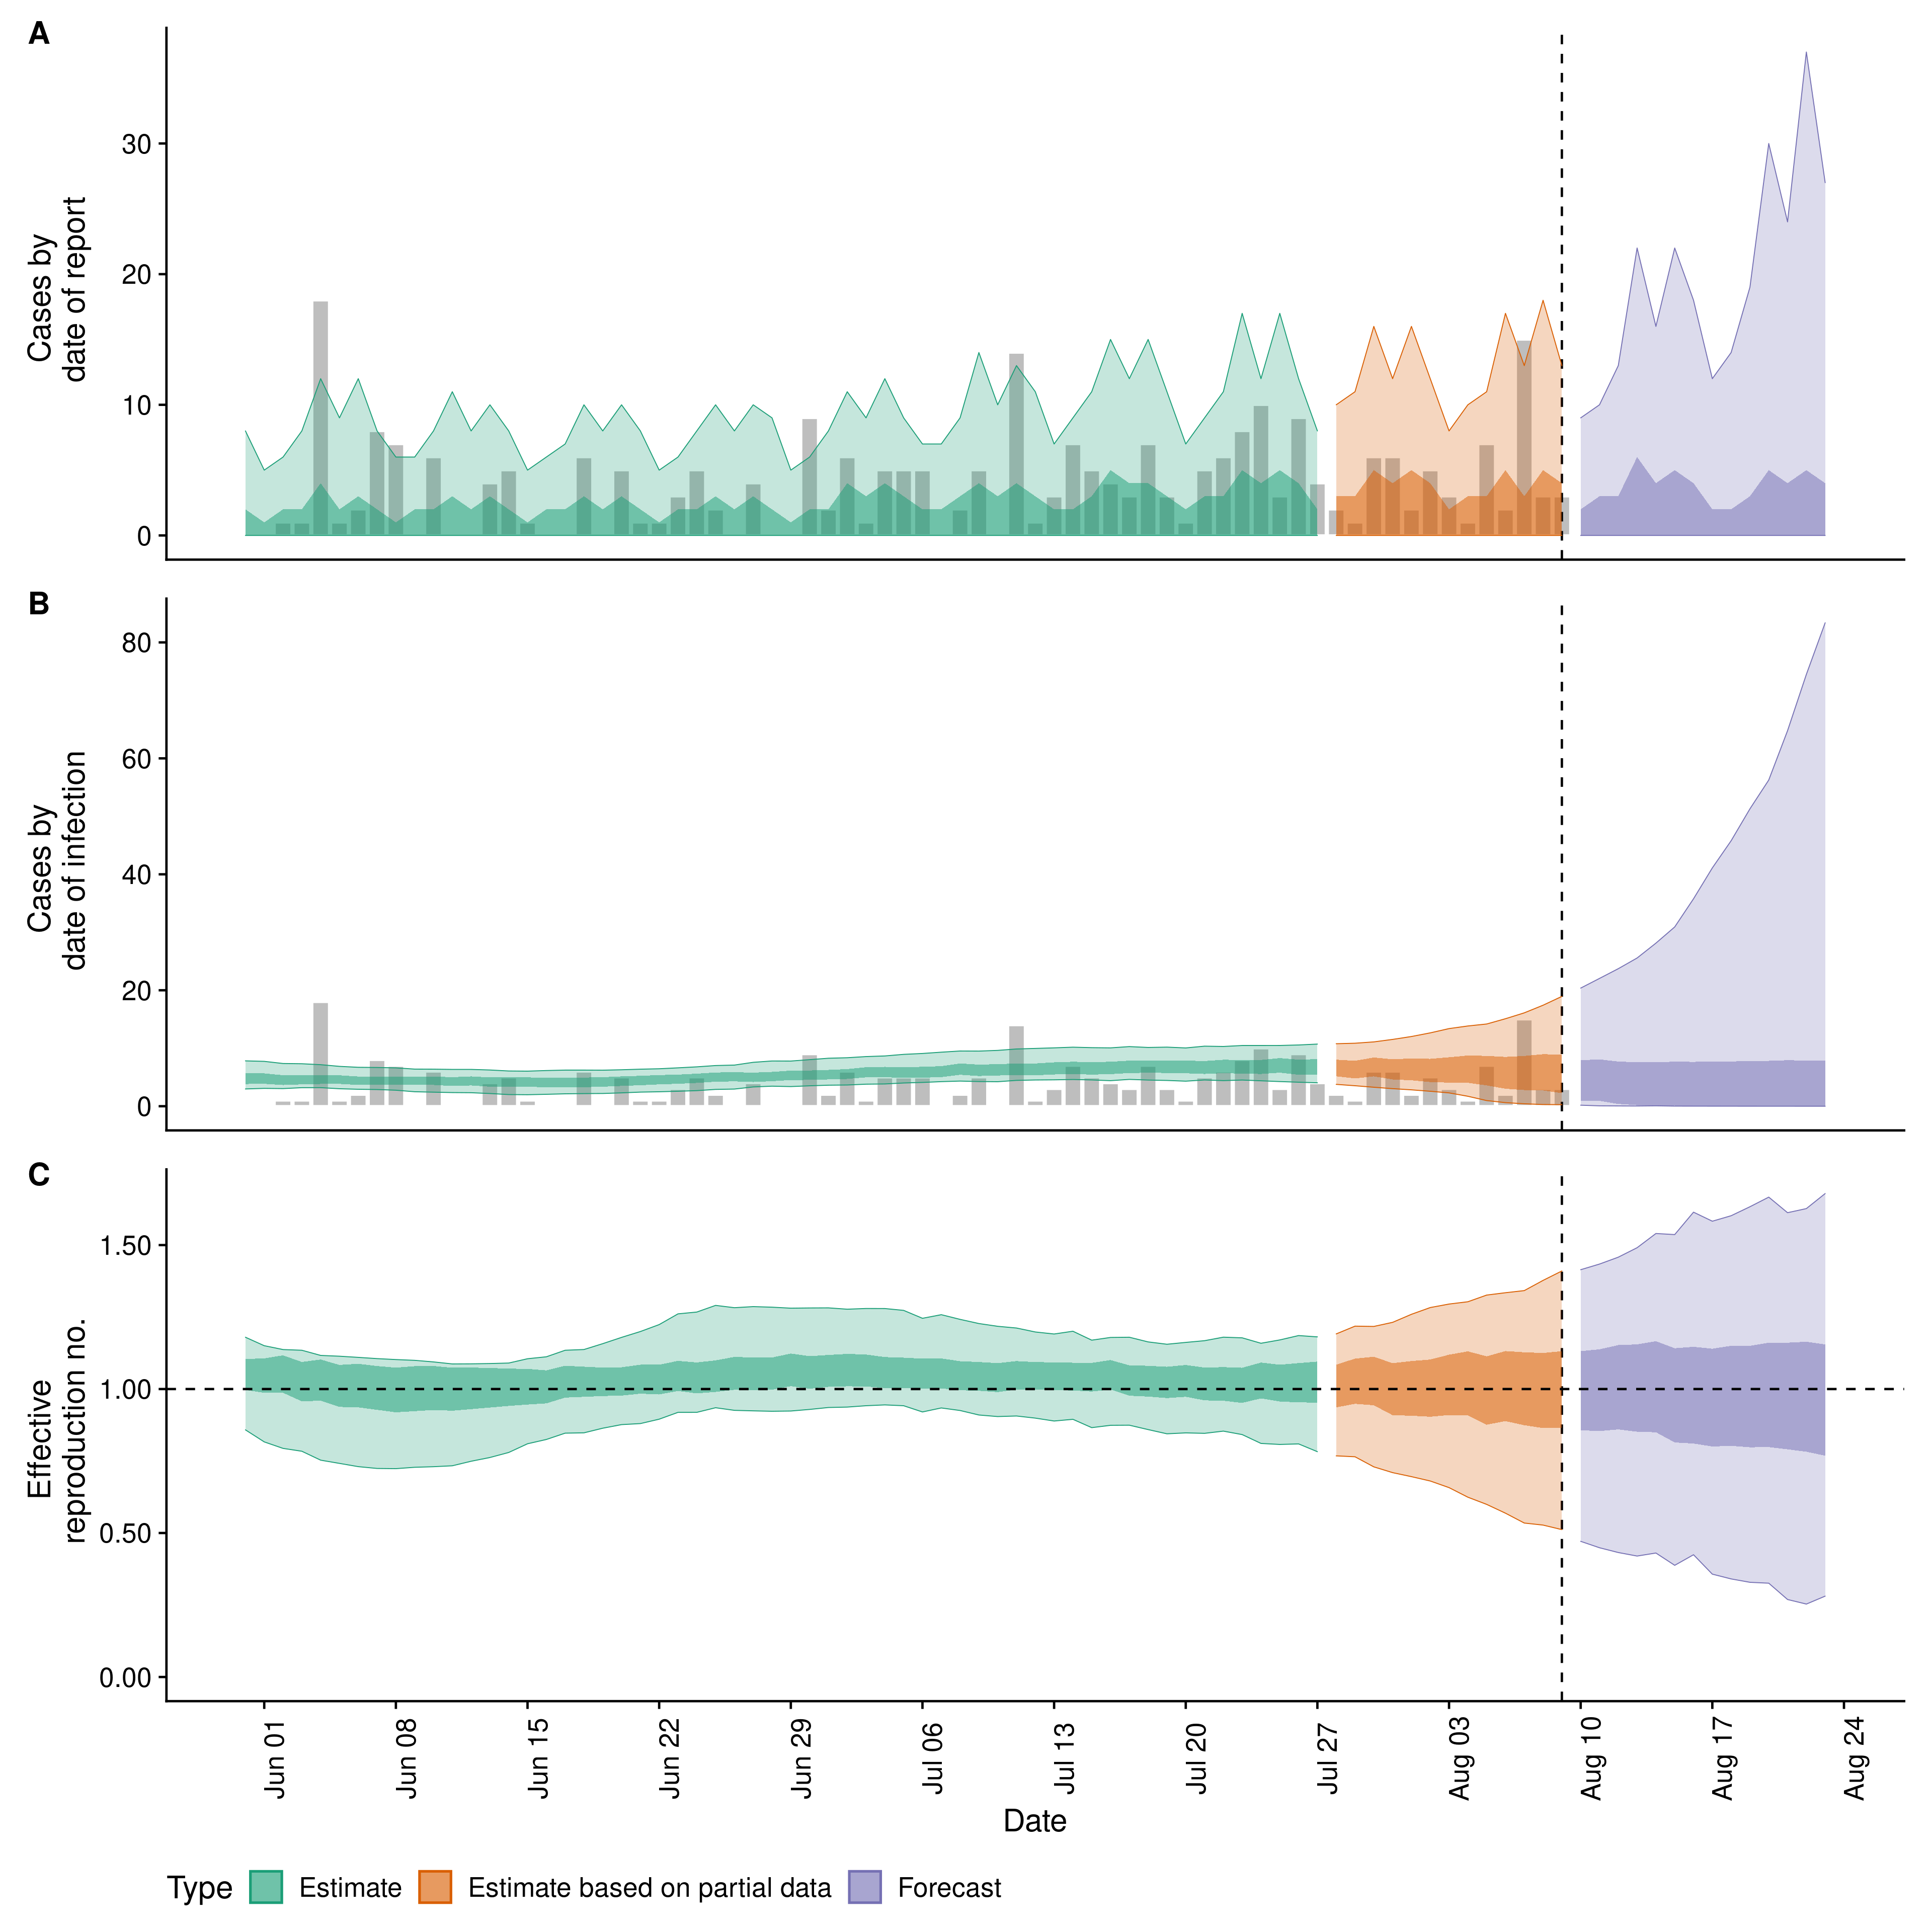 A
Cases by
date of report
30
20
10
0
B
Cases by
date of infection
80
60
40
20
0
C
Effective
reproduction no.
1.50
1.00
0.50
0.00
Jun 01
Jun 08
Jun 15
Jun 22
Jun 29
Jul 06
Jul 13
Jul 20
Jul 27
Aug 03
Aug 10
Aug 17
Aug 24
Date
Type Estimate Estimate based on partial data Forecast